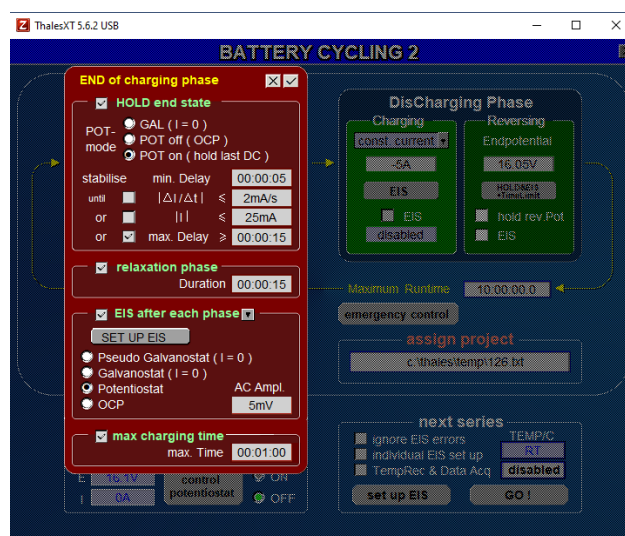 ThalesXT 5.6.2 USB
BATTERY CYCLING 2
END of charging phase
HOLD end state
POT-mode
GAL ( I = 0 )
POT off ( OCP )
POT on ( hold last DC )
stabilise min. Delay 00:00:05
until |ΔI/Δt| ≤ 2mA/s
or |I| ≤ 25mA
or max. Delay ≥ 00:00:15
relaxation phase
Duration 00:00:15
EIS after each phase
SET UP EIS
Pseudo Galvanostat ( I = 0 )
Galvanostat ( I = 0 )
Potentiostat AC Ampl.
OCP 5mV
max charging time
max. Time 00:01:00
E 16.1V
I 0A
control potentiostat
ON
OFF
DisCharging Phase
Charging
const. current
-5A
EIS
EIS
disabled
Reversing
Endpotential
16.05V
HOLD&EIS
+TimeLimit
hold rev.Pot
EIS
Maximum Runtime 10:00:00.0
emergency control
assign project
c:\thales\temp\126.txt
next series
ignore EIS errors
individual EIS set up
TempRec & Data Acq
TEMP/C
RT
disabled
set up EIS
GO !